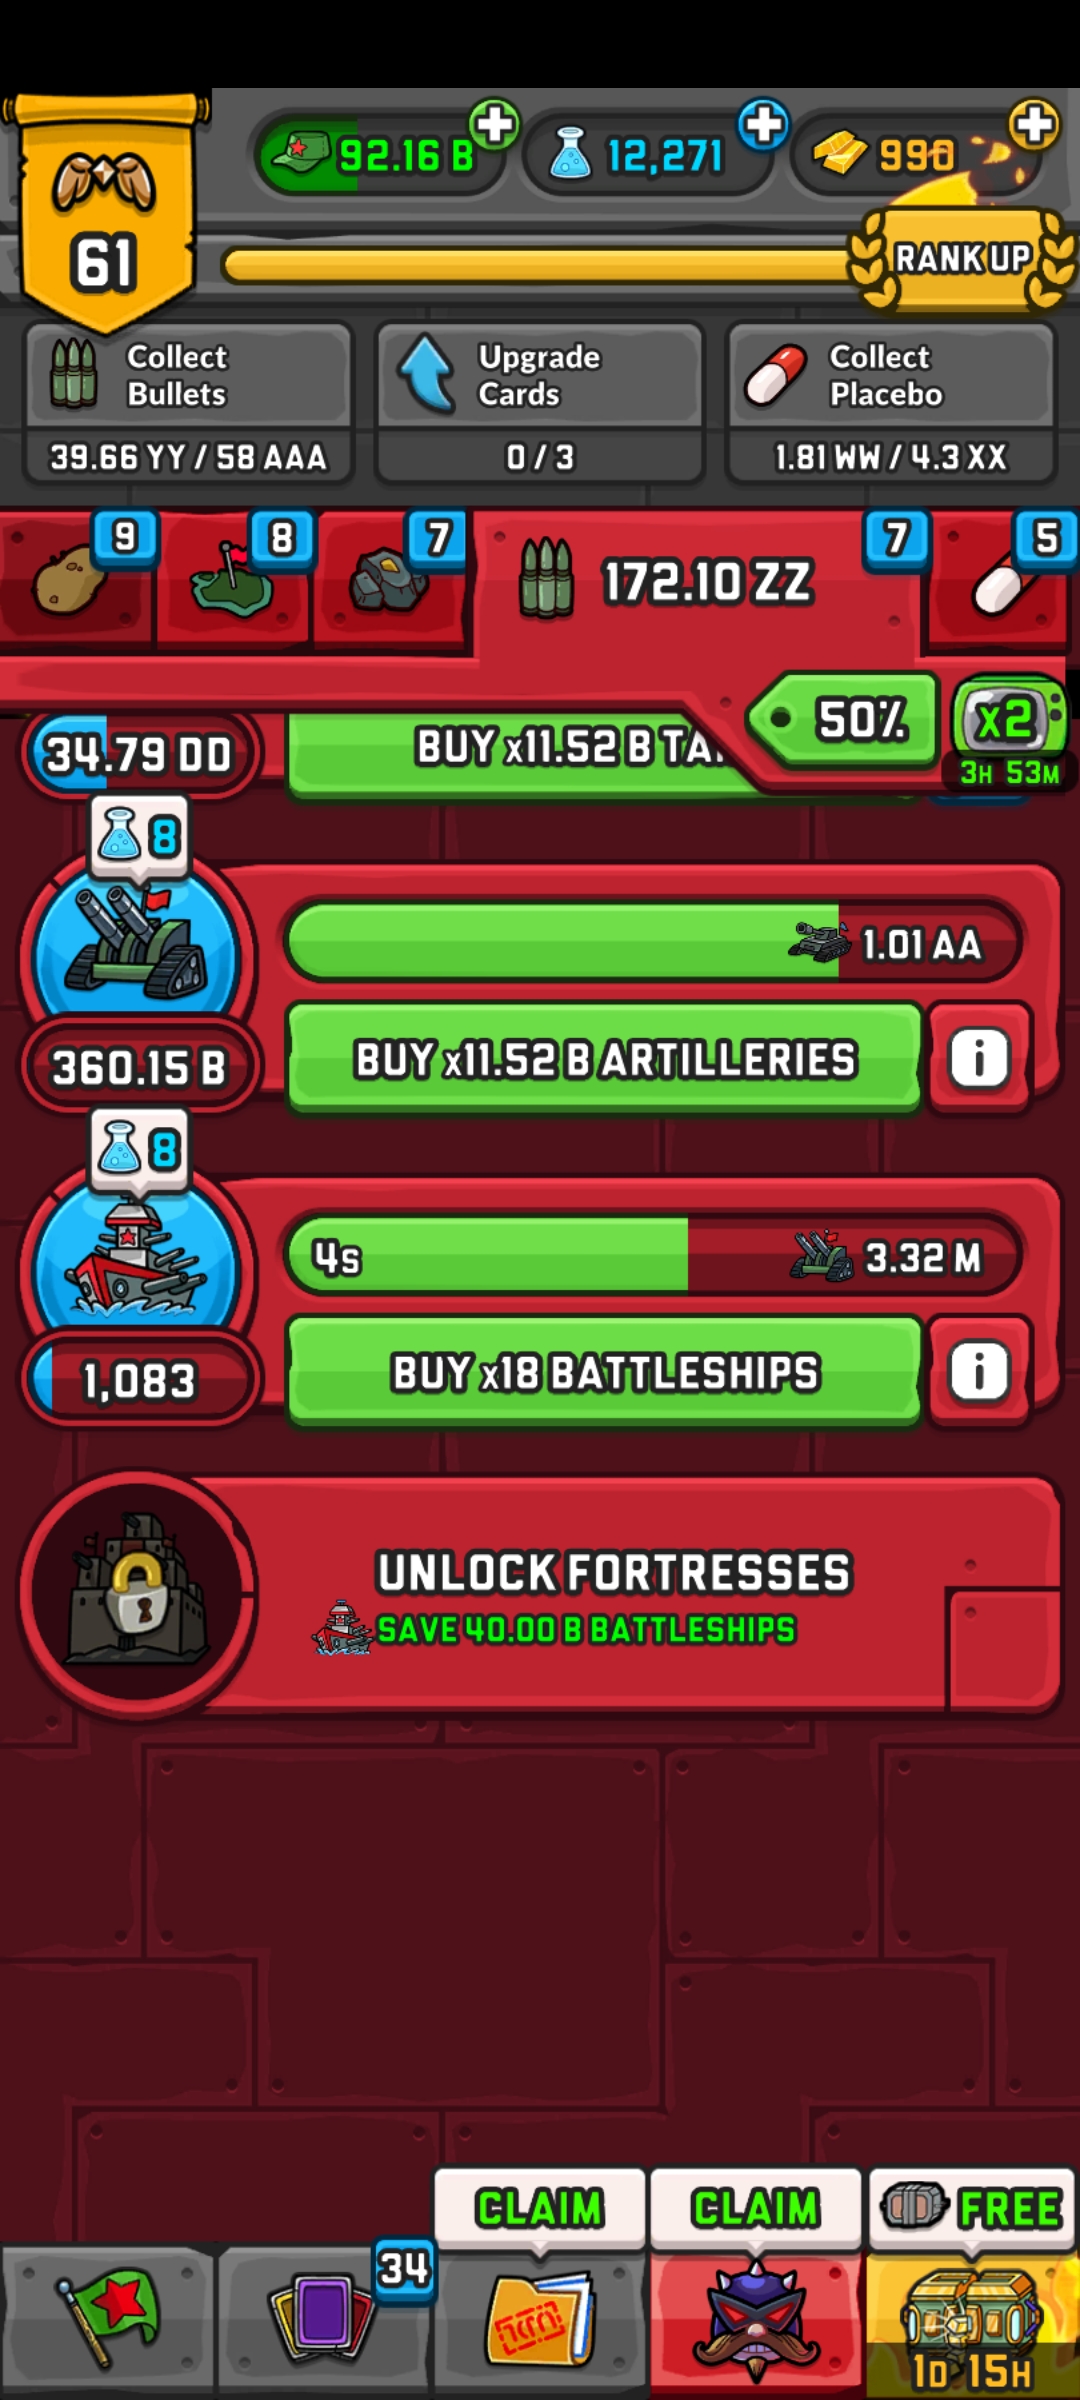 92.16 B
12,271
990
61
RANK UP
Collect
Bullets
39.66 YY / 58 AAA
Upgrade
Cards
0 / 3
Collect
Placebo
1.81 WW / 4.3 XX
9
8
7
172.10 ZZ
7
5
50%
x2
3H 53M
34.79 DD
BUY x11.52 B TA
8
1.01 AA
360.15 B
BUY x11.52 B ARTILLERIES
i
8
4s
3.32 M
1,083
BUY x18 BATTLESHIPS
i
UNLOCK FORTRESSES
SAVE 40.00 B BATTLESHIPS
CLAIM
CLAIM
FREE
34
1D 15H